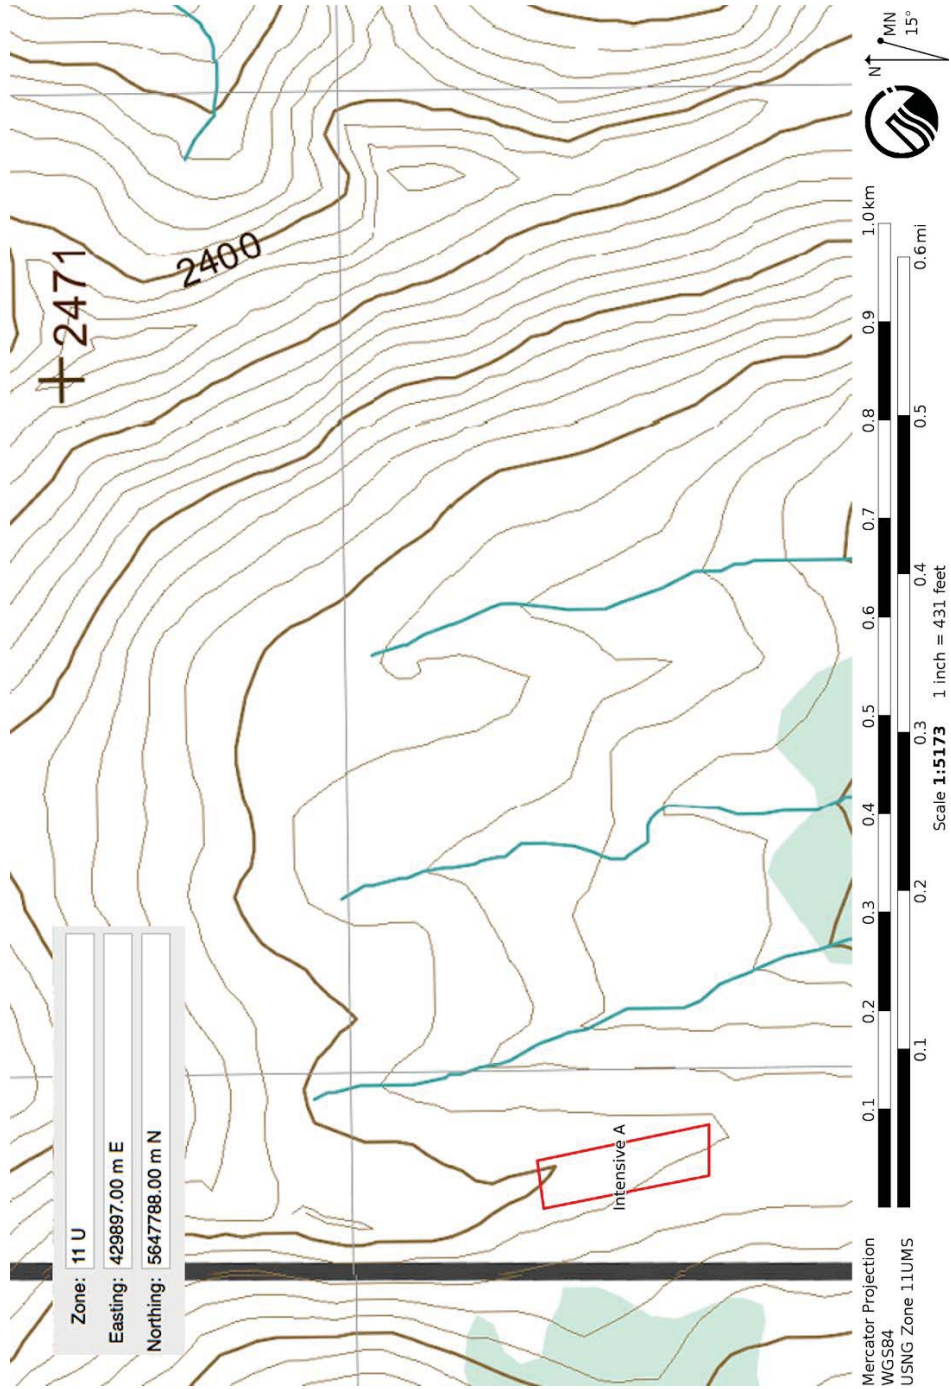 Zone: 11 U
Easting: 429897.00 m E
Northing: 5647788.00 m N
2471
2400
Intensive A
N
MN
15°
0.1 0.2 0.3 0.4 0.5 0.6 0.7 0.8 0.9 1.0 km
0.1 0.2 0.3 0.4 0.5 0.6 mi
Mercator Projection
WGS84
USNG Zone 11UMS
Scale 1:5173 1 inch = 431 feet